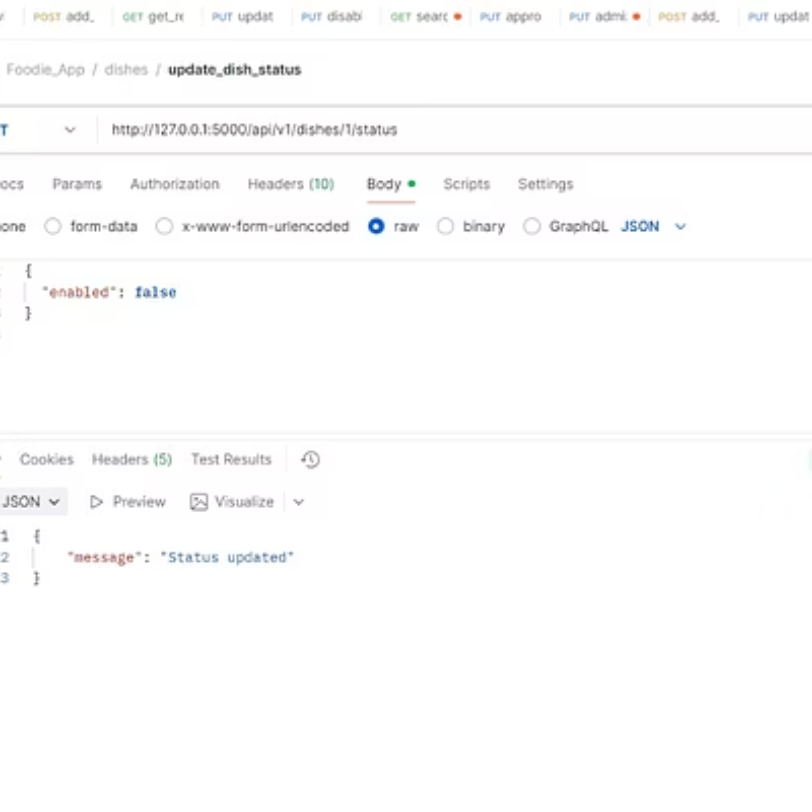 POST add_ GET get_re PUT updat PUT disabl GET searc PUT appro PUT admi: POST add_ PUT updat
Foodie_App / dishes / update_dish_status
T http://127.0.0.1:5000/api/v1/dishes/1/status
ocs Params Authorization Headers (10) Body Scripts Settings
one form-data x-www-form-urlencoded raw binary GraphQL JSON
{
"enabled": false
}
Cookies Headers (5) Test Results
JSON Preview Visualize
1 {
2 "message": "Status updated"
3 }